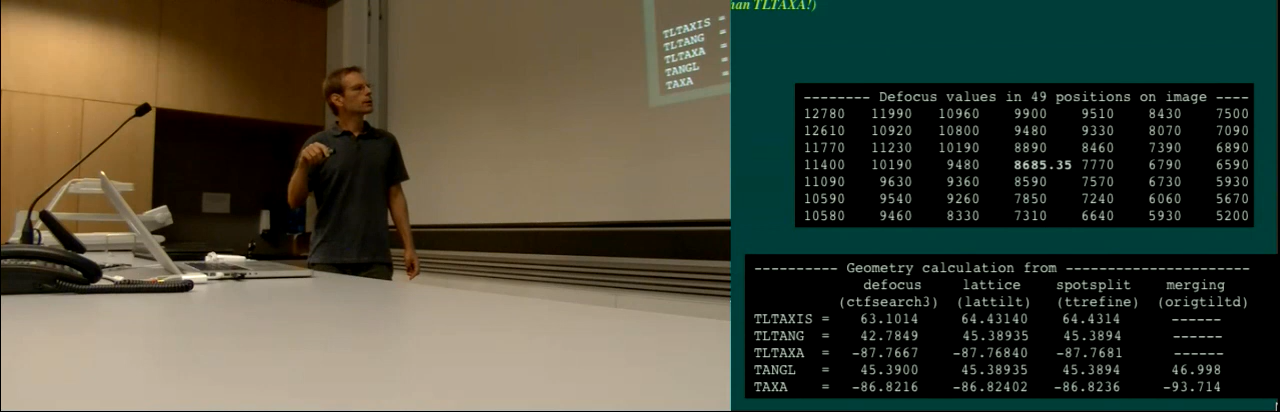 TLTAXIS =
TLTANG =
TLTAXA =
TANGL =
TAXA =
than TLTAXA!)
-------- Defocus values in 49 positions on image ----
12780 11990 10960 9900 9510 8430 7500
12610 10920 10800 9480 9330 8070 7090
11770 11230 10190 8890 8460 7390 6890
11400 10190 9480 8685.35 7770 6790 6590
11090 9630 9360 8590 7570 6730 5930
10590 9540 9260 7850 7240 6060 5670
10580 9460 8330 7310 6640 5930 5200
---------- Geometry calculation from ----------------------
defocus lattice spotsplit merging
(ctfsearch3) (lattilt) (ttrefine) (origtiltd)
TLTAXIS = 63.1014 64.43140 64.4314 ------
TLTANG = 42.7849 45.38935 45.3894 ------
TLTAXA = -87.7667 -87.76840 -87.7681 ------
TANGL = 45.3900 45.38935 45.3894 46.998
TAXA = -86.8216 -86.82402 -86.8236 -93.714